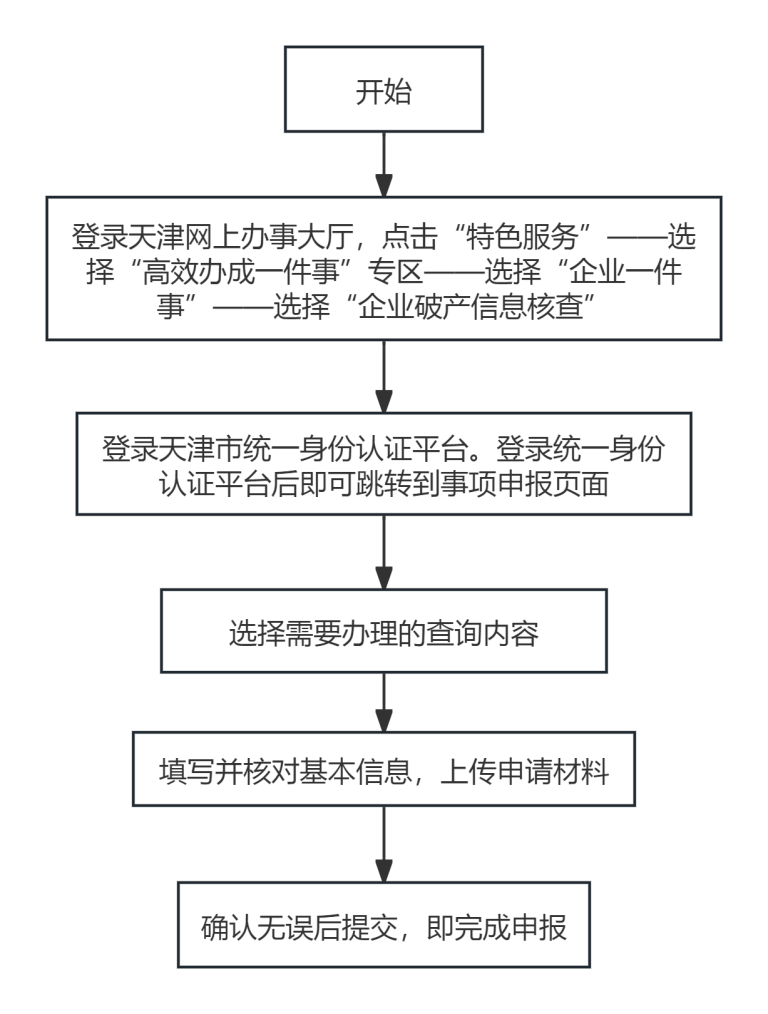 开始
登录天津网上办事大厅，点击“特色服务”——选
择“高效办成一件事”专区——选择“企业一件
事”——选择“企业破产信息核查”
登录天津市统一身份认证平台。登录统一身份
认证平台后即可跳转到事项申报页面
选择需要办理的查询内容
填写并核对基本信息，上传申请材料
确认无误后提交，即完成申报